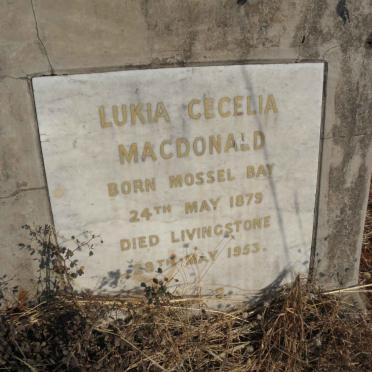 LUKIA CECELIA
MACDONALD
BORN MOSSEL BAY
24TH MAY 1879
DIED LIVINGSTONE
MAY 1953.